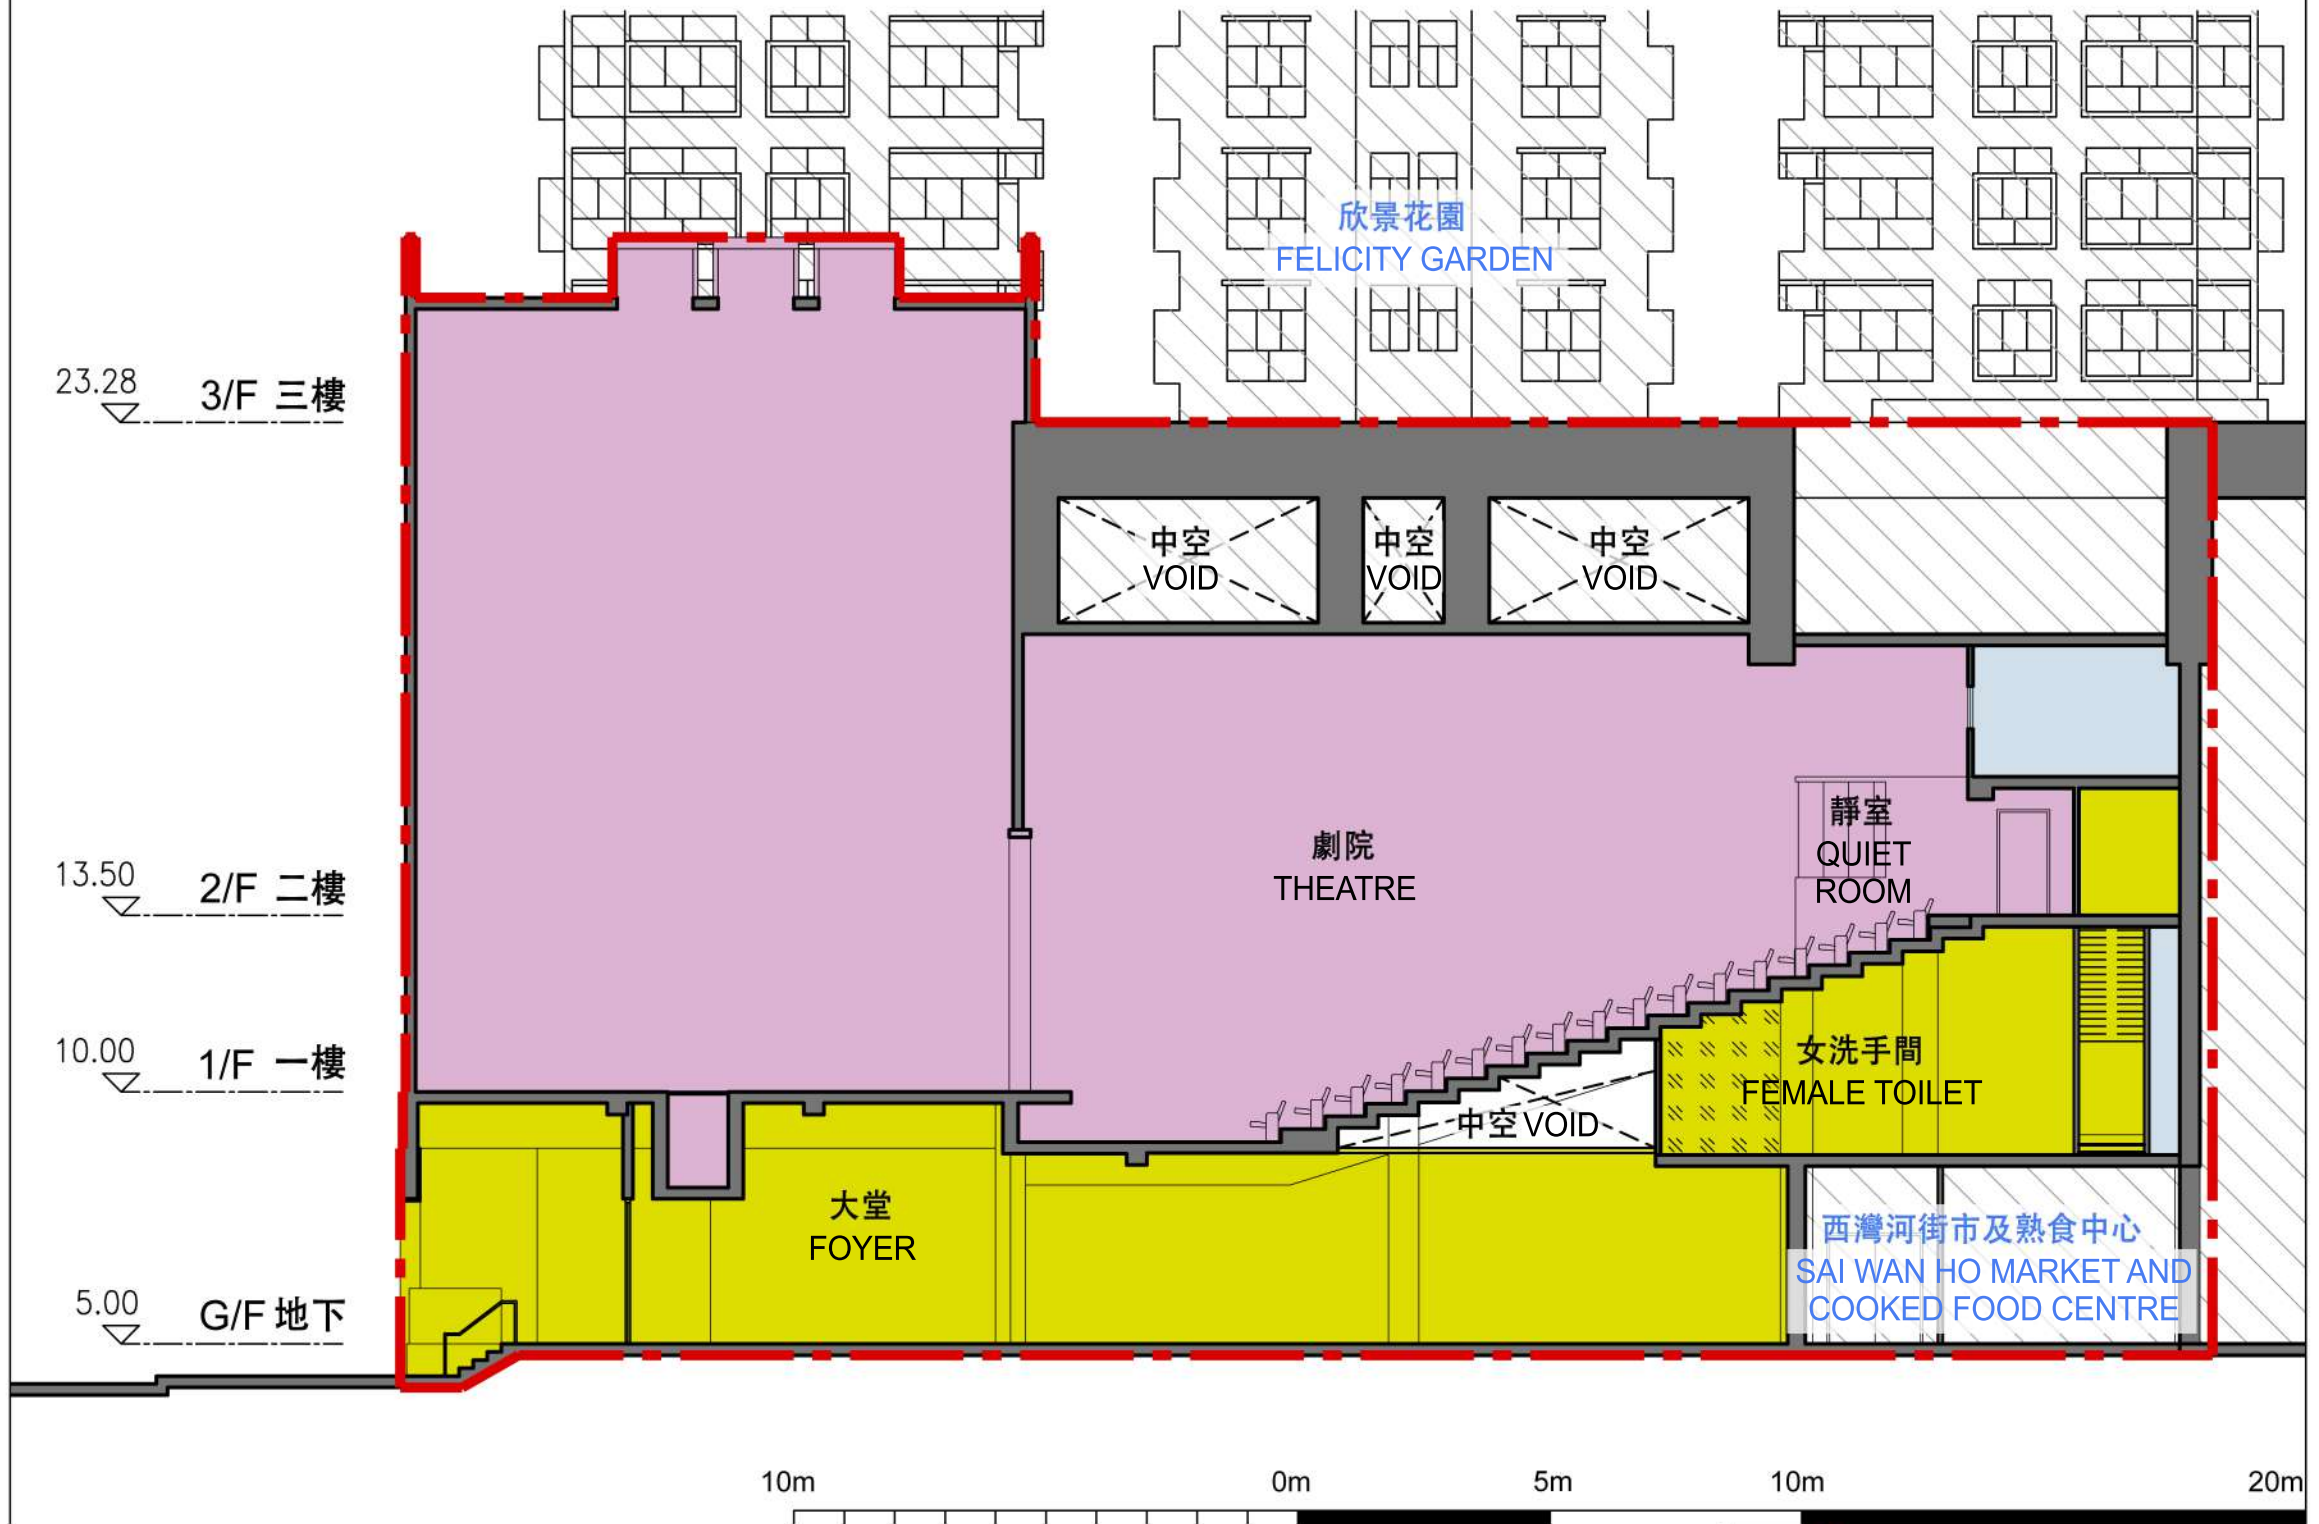 欣景花園
FELICITY GARDEN
23.28
3/F 三樓
中空
VOID
中空
VOID
中空
VOID
13.50
2/F 二樓
劇院
THEATRE
靜室
QUIET
ROOM
10.00
1/F 一樓
女洗手間
FEMALE TOILET
中空 VOID
大堂
FOYER
西灣河街市及熟食中心
SAI WAN HO MARKET AND
COOKED FOOD CENTRE
5.00
G/F 地下
10m 0m 5m 10m 20m